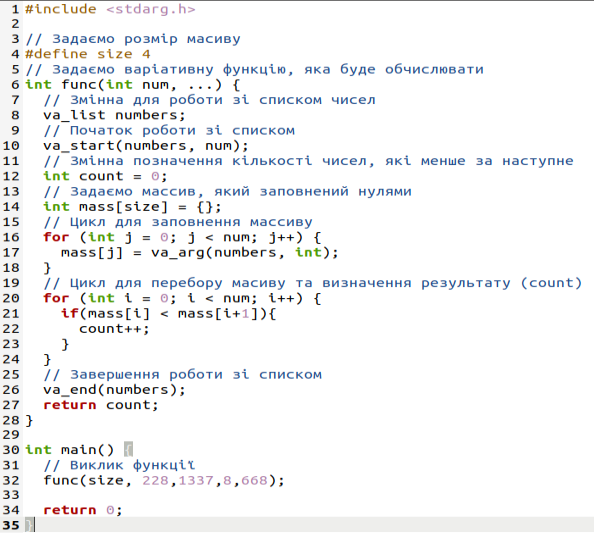 1 #include <stdarg.h>
2
3 // Задаємо розмір масиву
4 #define size 4
5 // Задаємо варіативну функцію, яка буде обчислювати
6 int func(int num, ...) {
7   // Змінна для роботи зі списком чисел
8   va_list numbers;
9   // Початок роботи зі списком
10   va_start(numbers, num);
11   // Змінна позначення кількості чисел, які менше за наступне
12   int count = 0;
13   // Задаємо массив, який заповнений нулями
14   int mass[size] = {};
15   // Цикл для заповнення массиву
16   for (int j = 0; j < num; j++) {
17     mass[j] = va_arg(numbers, int);
18   }
19   // Цикл для перебору масиву та визначення результату (count)
20   for (int i = 0; i < num; i++) {
21     if(mass[i] < mass[i+1]){
22       count++;
23     }
24   }
25   // Завершення роботи зі списком
26   va_end(numbers);
27   return count;
28 }
29
30 int main() {
31   // Виклик функції
32   func(size, 228,1337,8,668);
33
34   return 0;
35 }